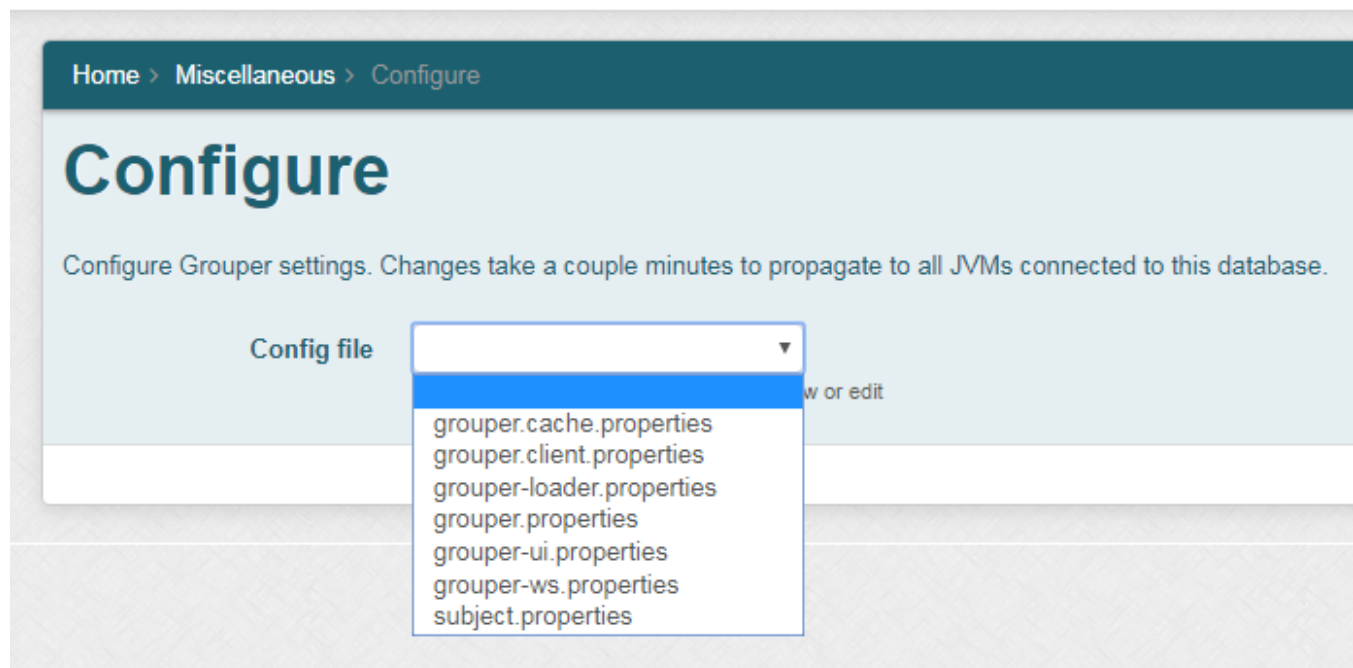 Home > Miscellaneous > Configure
Configure
Configure Grouper settings. Changes take a couple minutes to propagate to all JVMs connected to this database.
Config file
or edit
grouper.cache.properties
grouper.client.properties
grouper-loader.properties
grouper.properties
grouper-ui.properties
grouper-ws.properties
subject.properties